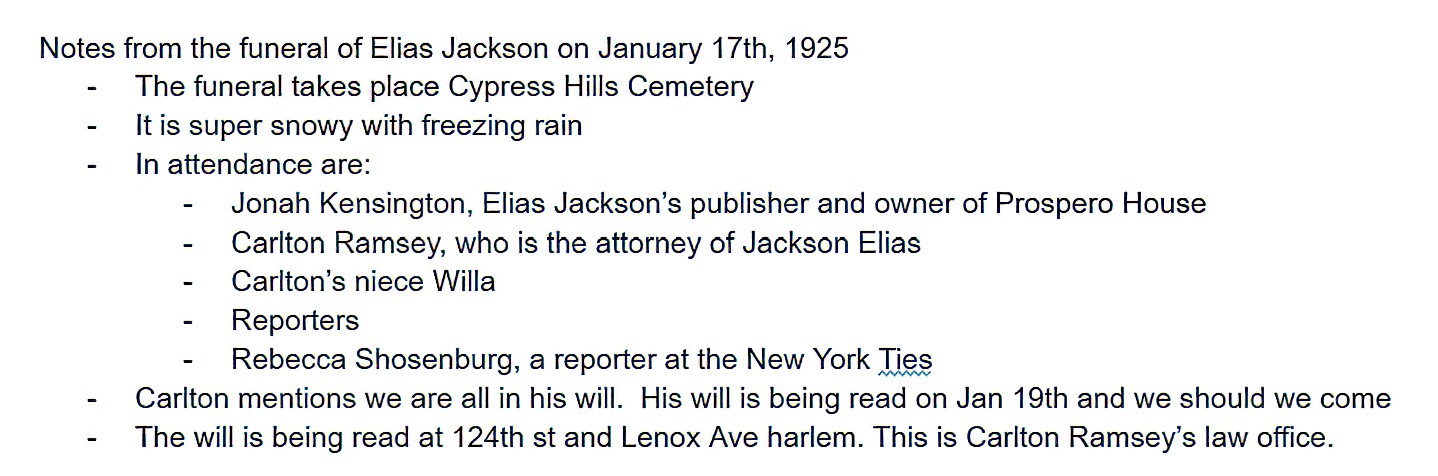 Notes from the funeral of Elias Jackson on January 17th, 1925
- The funeral takes place Cypress Hills Cemetery
- It is super snowy with freezing rain
- In attendance are:
- Jonah Kensington, Elias Jackson’s publisher and owner of Prospero House
- Carlton Ramsey, who is the attorney of Jackson Elias
- Carlton’s niece Willa
- Reporters
- Rebecca Shosenburg, a reporter at the New York Ties
- Carlton mentions we are all in his will.  His will is being read on Jan 19th and we should we come
- The will is being read at 124th st and Lenox Ave harlem. This is Carlton Ramsey’s law office.